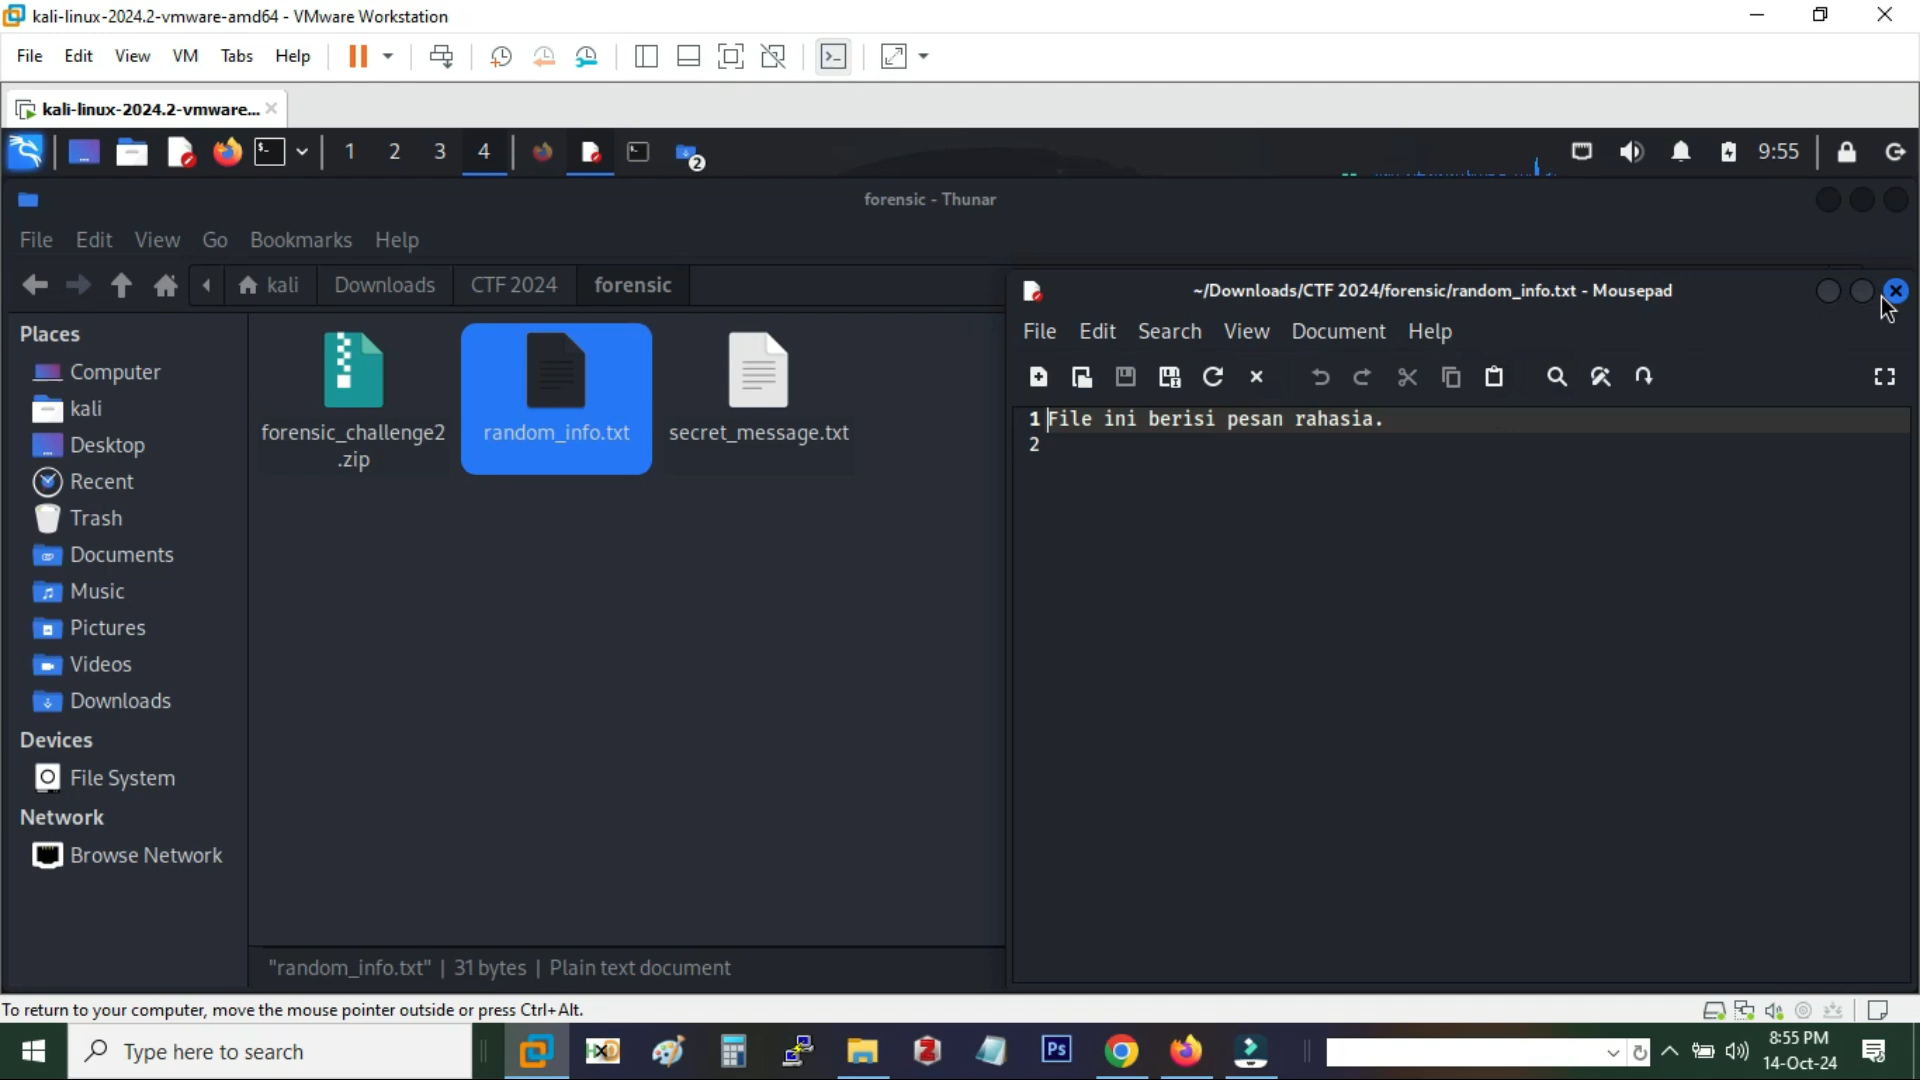 kali-linux-2024.2-vmware-amd64 - VMware Workstation
File Edit View VM Tabs Help
kali-linux-2024.2-vmware...
1 2 3 4 2 9:55
forensic - Thunar
File Edit View Go Bookmarks Help
kali Downloads CTF 2024 forensic
~/Downloads/CTF 2024/forensic/random_info.txt - Mousepad
File Edit Search View Document Help
Places
Computer
kali
Desktop
Recent
Trash
Documents
Music
Pictures
Videos
Downloads
Devices
File System
Network
Browse Network
forensic_challenge2
.zip
random_info.txt
secret_message.txt
1 File ini berisi pesan rahasia.
2
"random_info.txt" | 31 bytes | Plain text document
To return to your computer, move the mouse pointer outside or press Ctrl+Alt.
Type here to search
HXD
Ps
8:55 PM
14-Oct-24